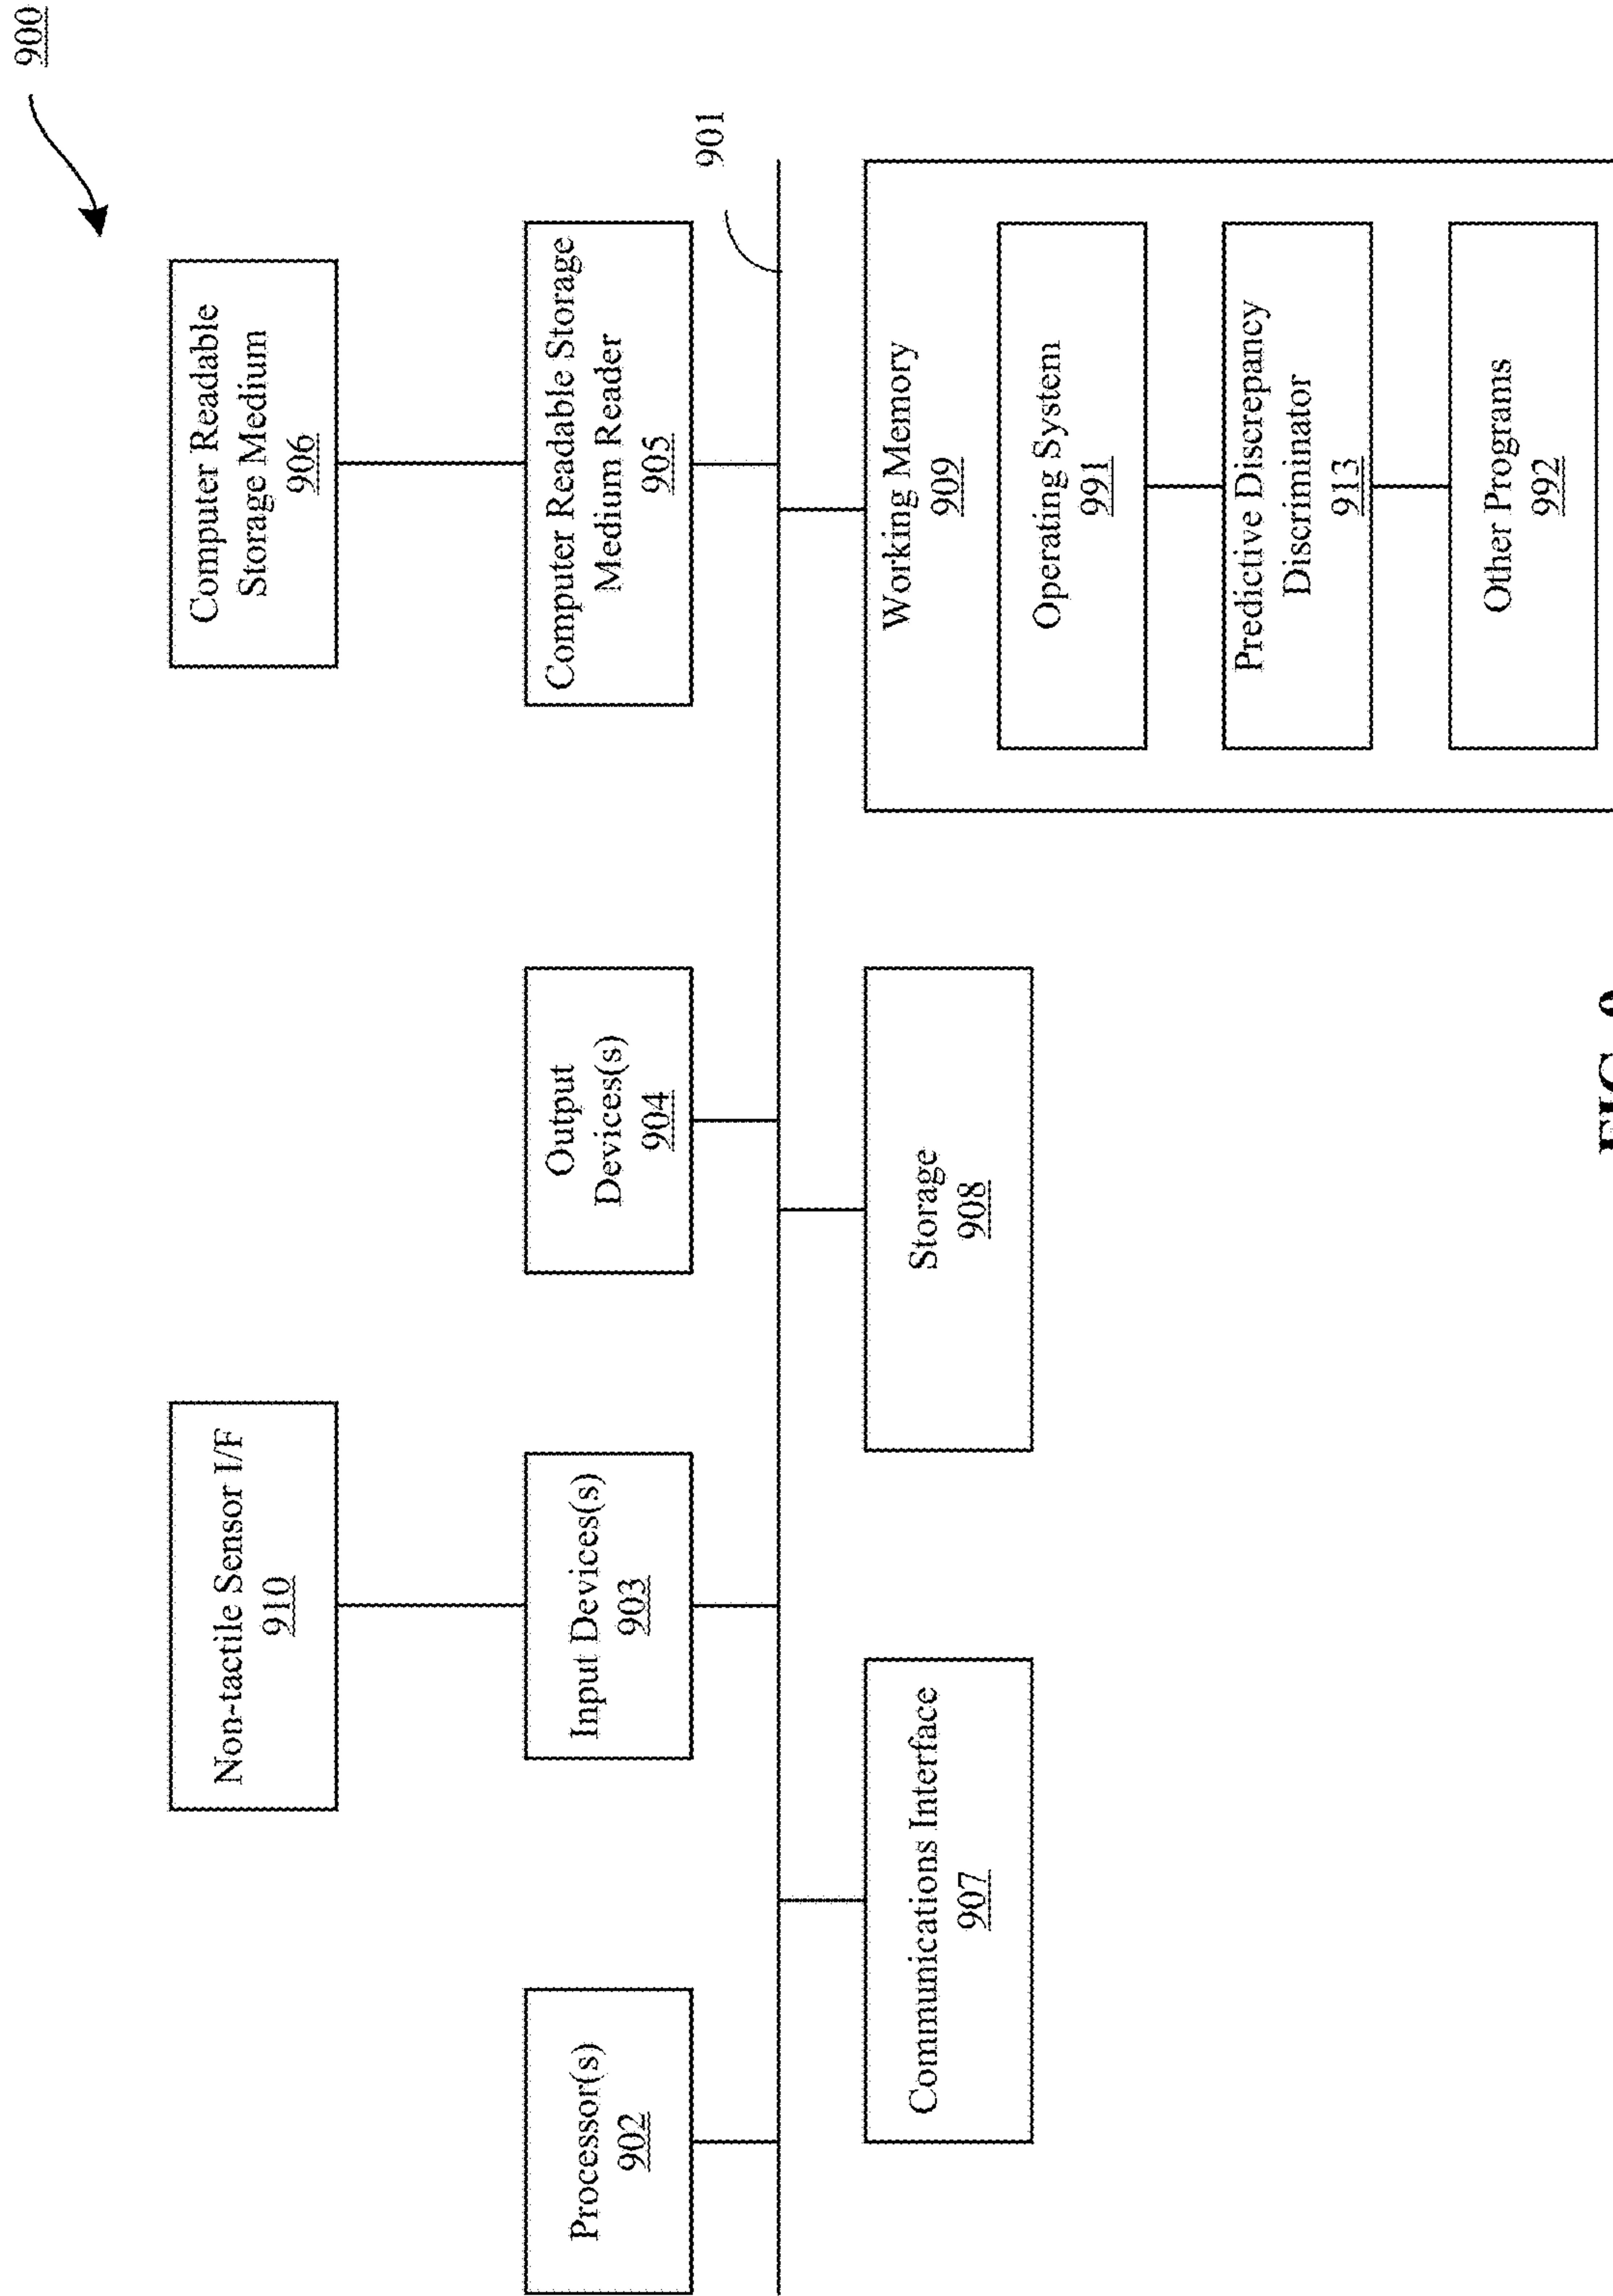 900
Non-tactile Sensor I/F
910
Computer Readable
Storage Medium
906
Processor(s)
902
Input Devices(s)
903
Output
Devices(s)
904
Computer Readable Storage
Medium Reader
905
901
Communications Interface
907
Storage
908
Working Memory
909
Operating System
991
Predictive Discrepancy
Discriminator
913
Other Programs
992
FIG. 9